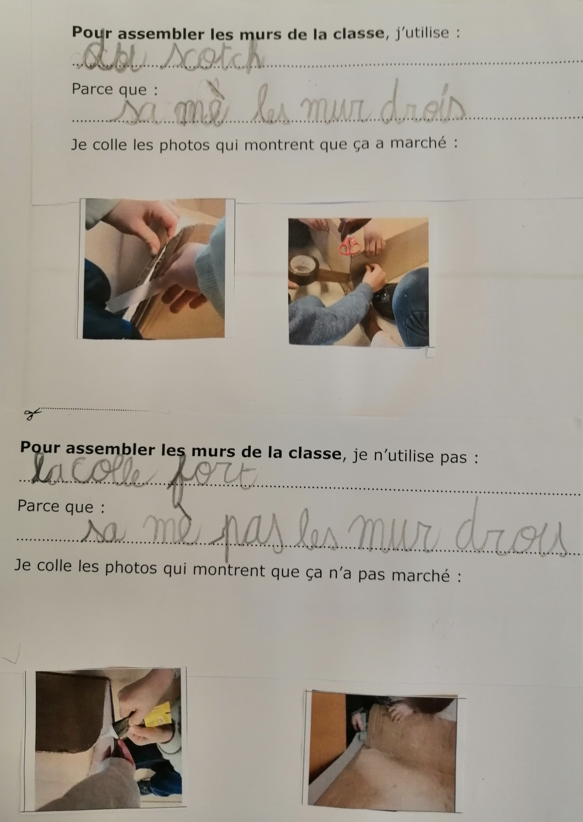 Pour assembler les murs de la classe, j'utilise :
du scotch
Parce que :
sa mè les mur drois
Je colle les photos qui montrent que ça a marché :
Pour assembler les murs de la classe, je n'utilise pas :
la colle fort
Parce que :
sa mè pas les mur drois
Je colle les photos qui montrent que ça n'a pas marché :